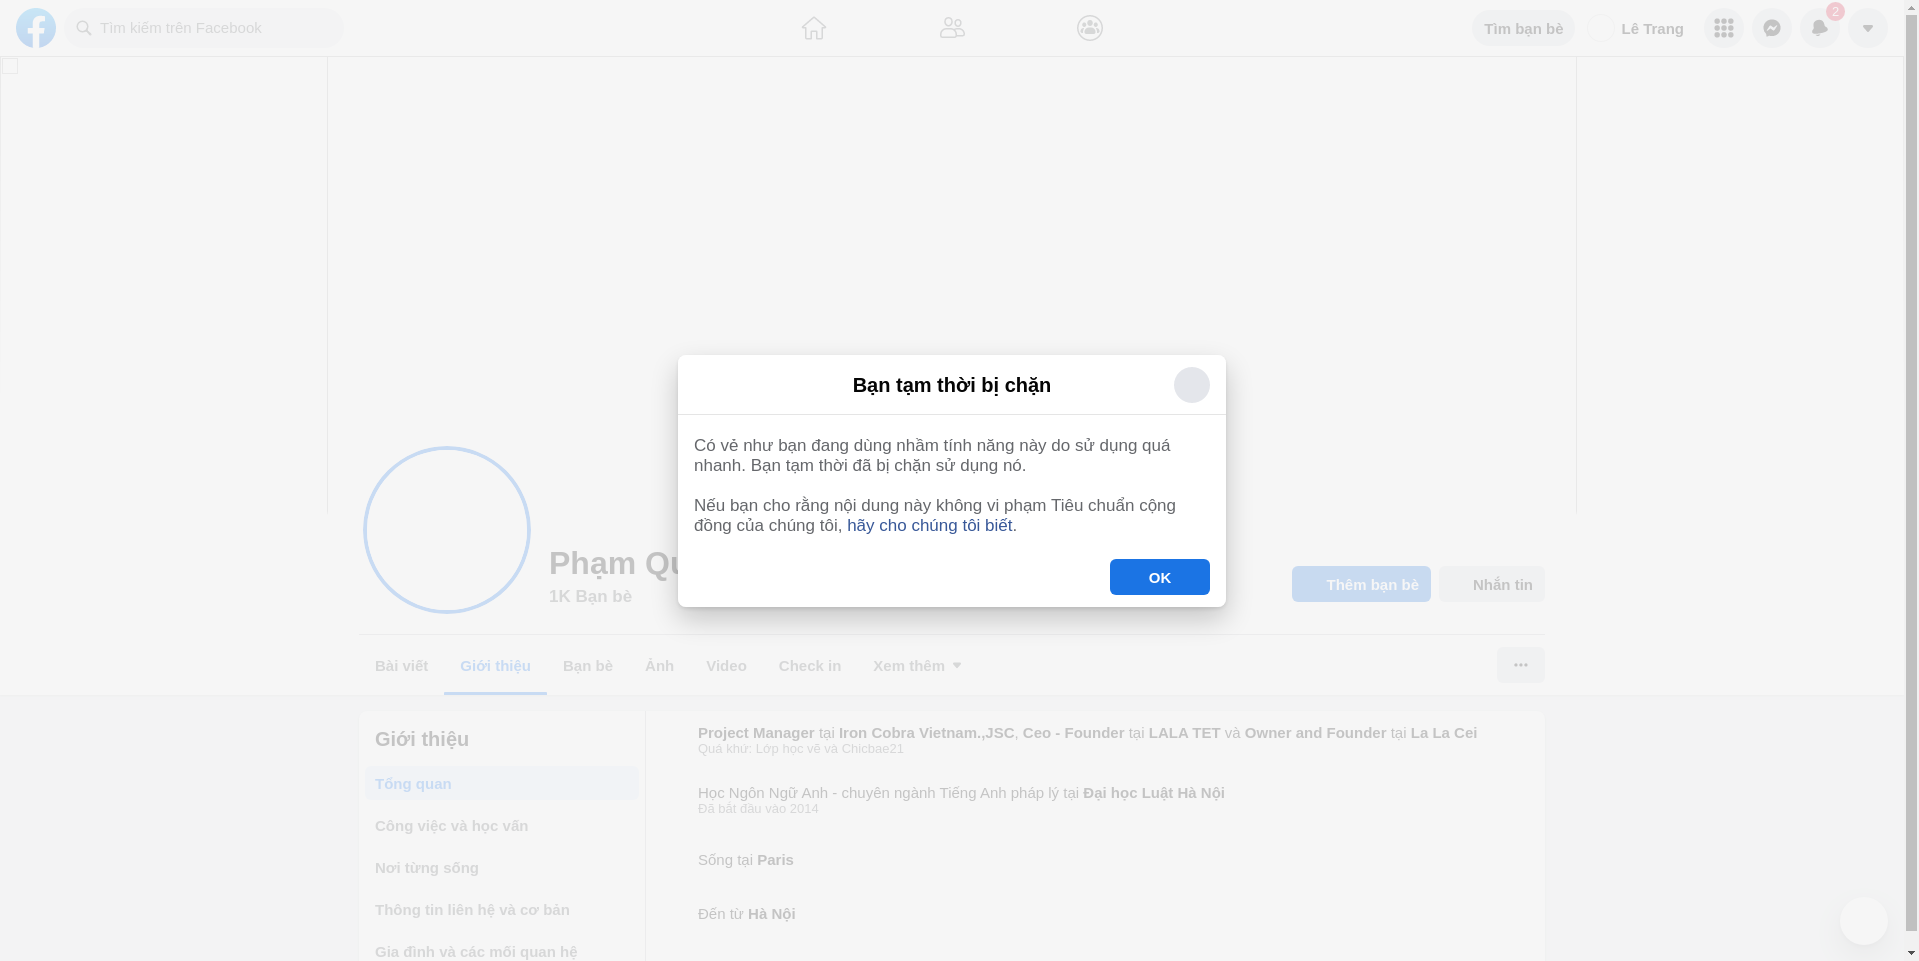 Tìm kiếm trên Facebook
Tìm bạn bè
Lê Trang
2
Bạn tạm thời bị chặn
Có vẻ như bạn đang dùng nhầm tính năng này do sử dụng quá
nhanh. Bạn tạm thời đã bị chặn sử dụng nó.
Nếu bạn cho rằng nội dung này không vi phạm Tiêu chuẩn cộng
đồng của chúng tôi, hãy cho chúng tôi biết.
OK
Phạm
1K Bạn bè
Thêm bạn bè
Nhắn tin
Bài viết
Giới thiệu
Bạn bè
Ảnh
Video
Check in
Xem thêm
Giới thiệu
Tổng quan
Công việc và học vấn
Nơi từng sống
Thông tin liên hệ và cơ bản
Gia đình và các mối quan hệ
Project Manager tại Iron Cobra Vietnam.,JSC, Ceo - Founder tại LALA TET và Owner and Founder tại La La Cei
Quá khứ: Lớp học vẽ và Chicbae21
Học Ngôn Ngữ Anh - chuyên ngành Tiếng Anh pháp lý tại Đại học Luật Hà Nội
Đã bắt đầu vào 2014
Sống tại Paris
Đến từ Hà Nội